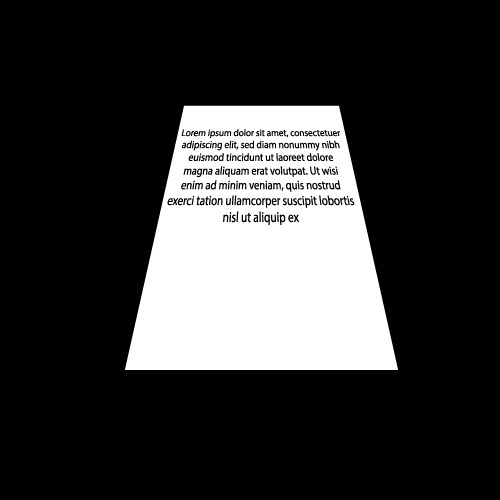 Lorem ipsum dolor sit amet, consectetuer
adipiscing elit, sed diam nonummy nibh
euismod tincidunt ut laoreet dolore
magna aliquam erat volutpat. Ut wisi
enim ad minim veniam, quis nostrud
exerci tation ullamcorper suscipit lobortis
nisl ut aliquip ex